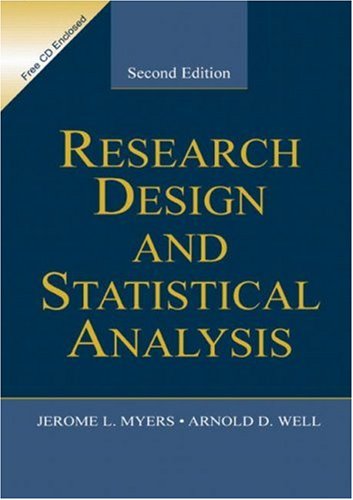 Free CD Enclosed
Second Edition
RESEARCH
DESIGN
AND
STATISTICAL
ANALYSIS
JEROME L. MYERS • ARNOLD D. WELL